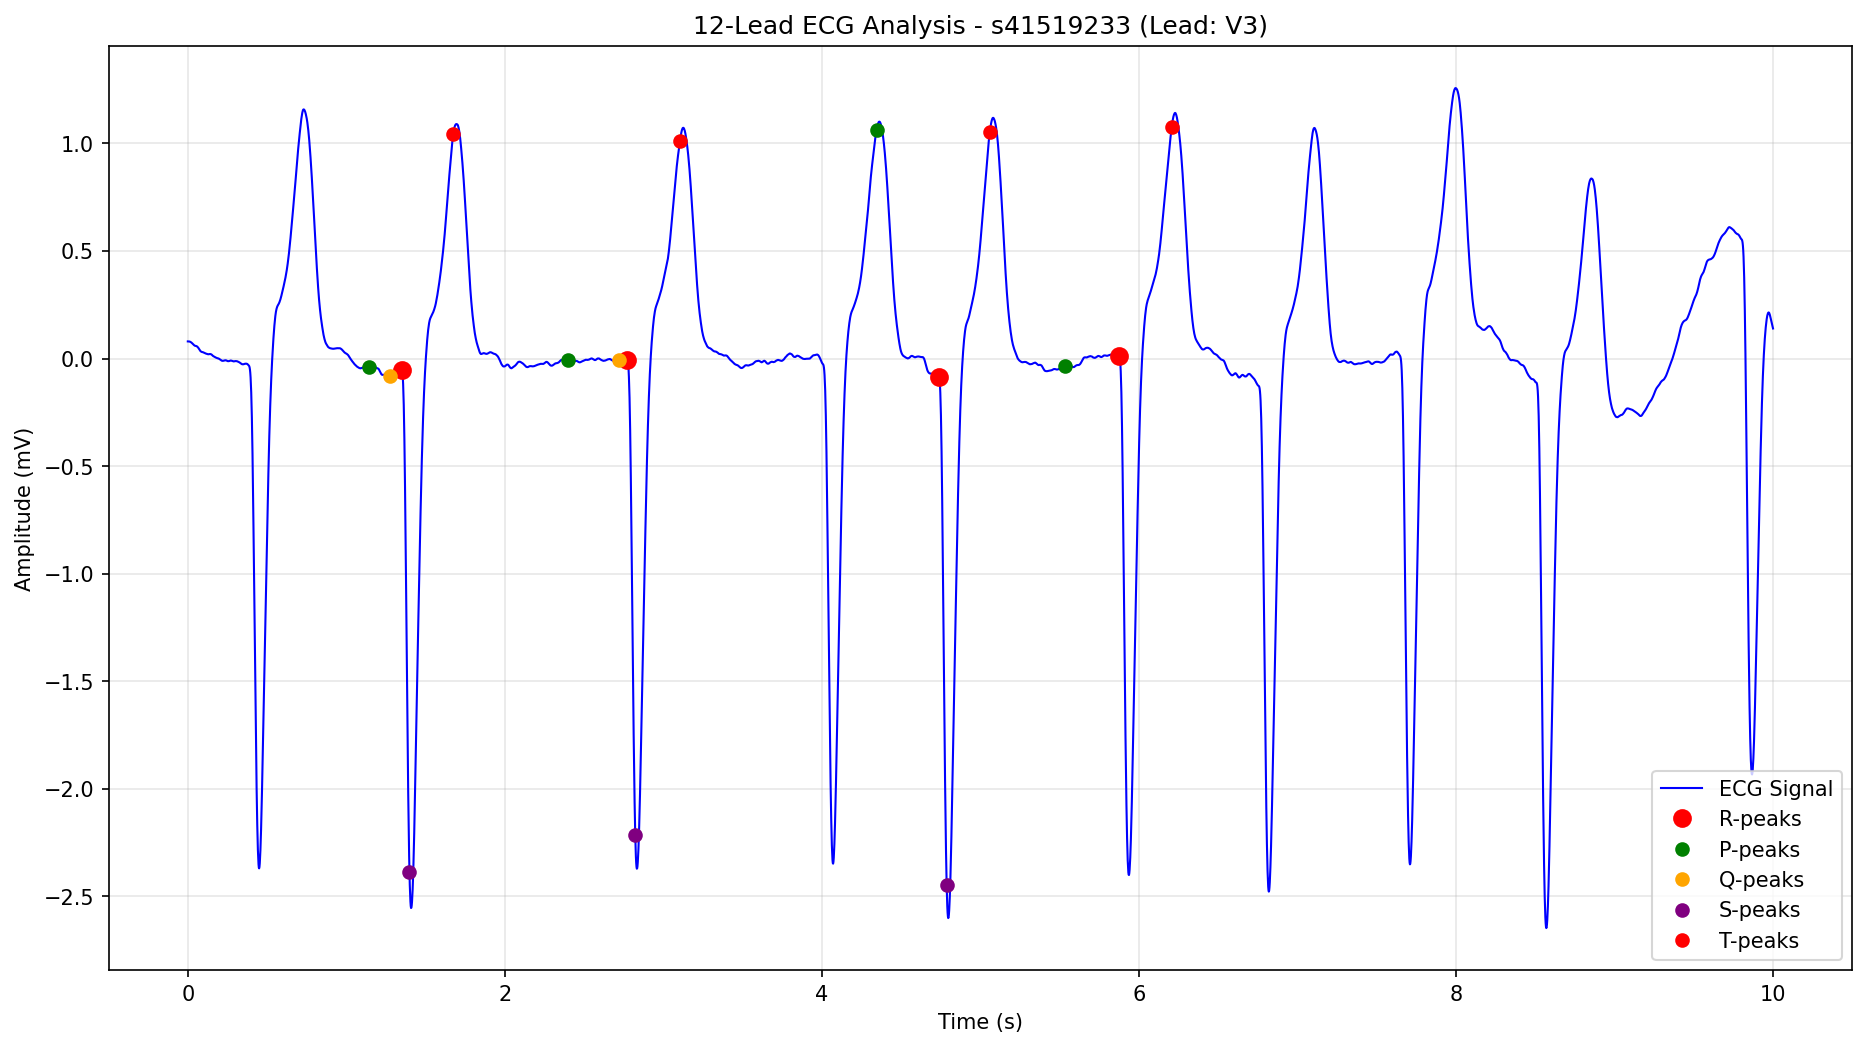 12-Lead ECG Analysis - s41519233 (Lead: V3)
Amplitude (mV)
1.0
0.5
0.0
−0.5
−1.0
−1.5
−2.0
−2.5
0
2
4
6
8
10
Time (s)
ECG Signal
R-peaks
P-peaks
Q-peaks
S-peaks
T-peaks